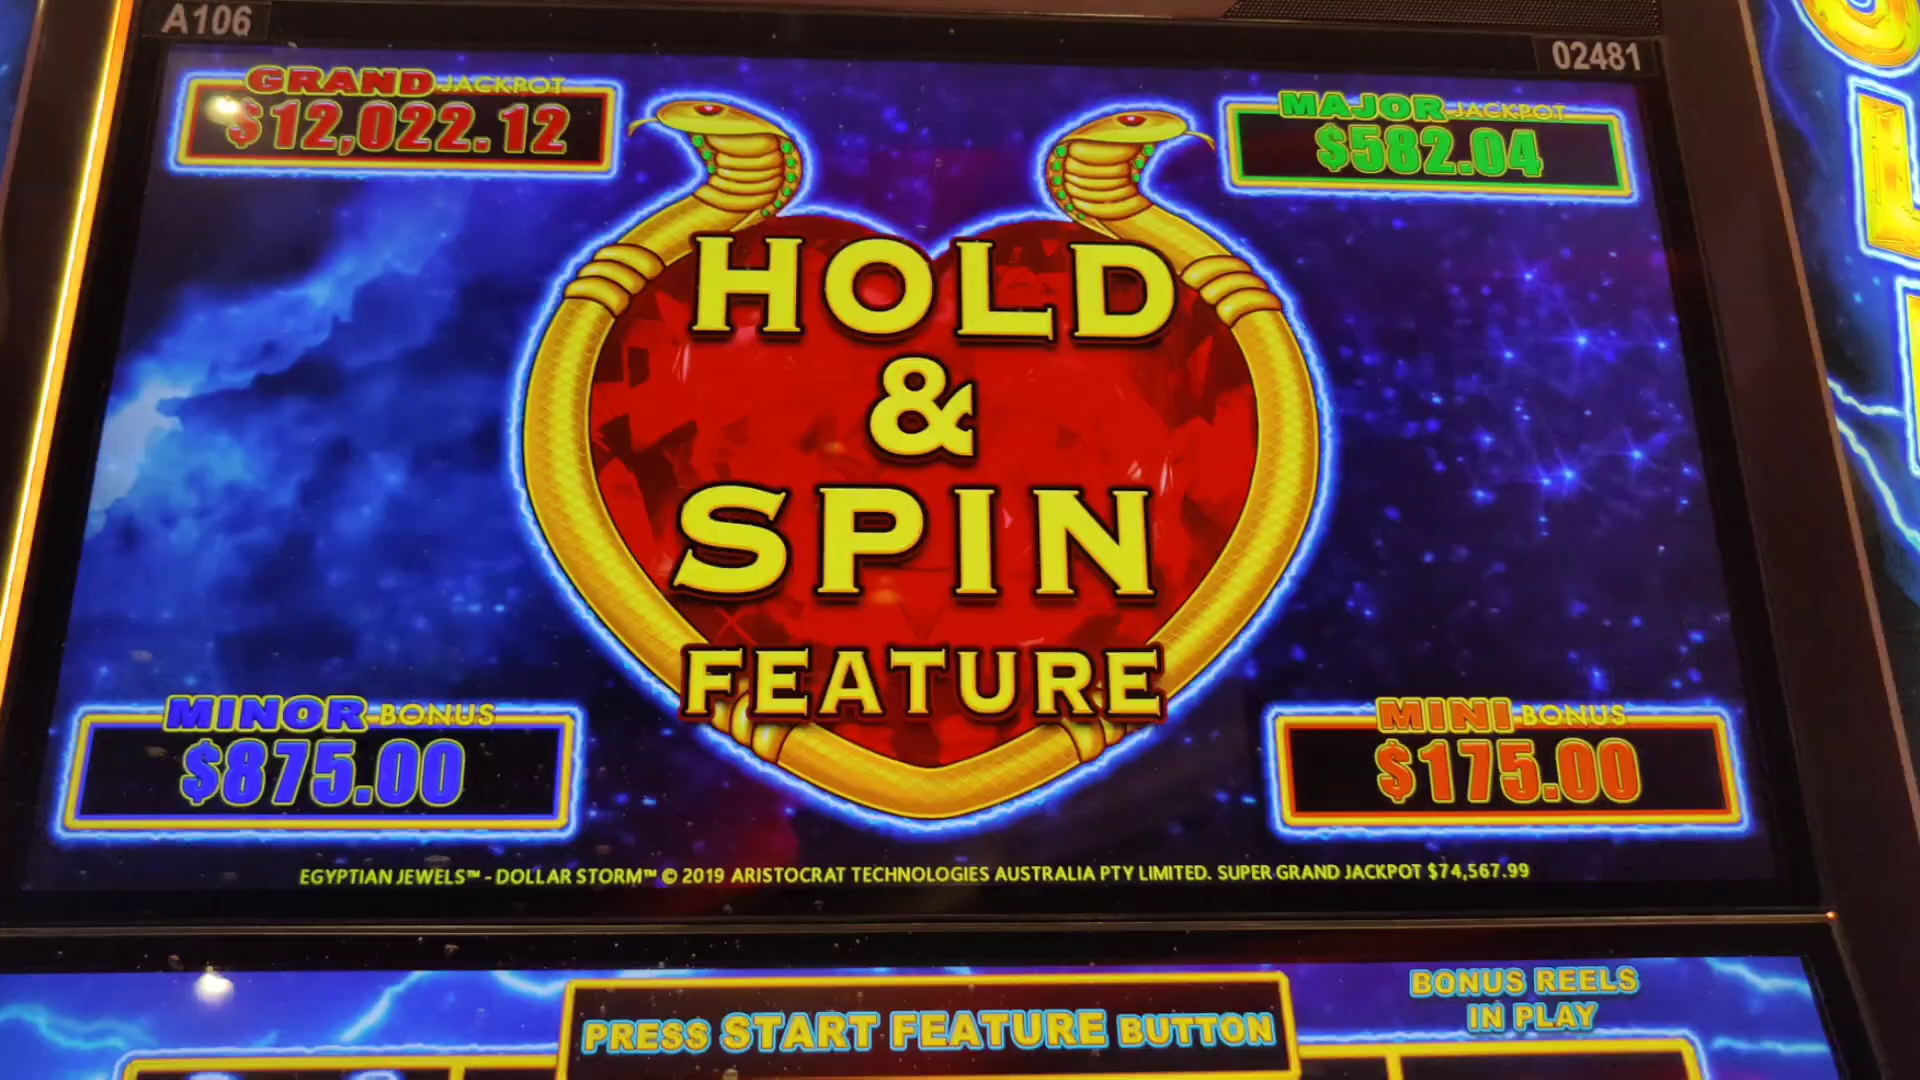 A106
02481
GRAND JACKPOT
$12,022.12
MAJOR JACKPOT
$582.04
HOLD
&
SPIN
FEATURE
MINOR BONUS
$875.00
MINI BONUS
$175.00
EGYPTIAN JEWELS™ - DOLLAR STORM™ © 2019 ARISTOCRAT TECHNOLOGIES AUSTRALIA PTY LIMITED. SUPER GRAND JACKPOT $74,567.99
PRESS START FEATURE BUTTON
BONUS REELS
IN PLAY